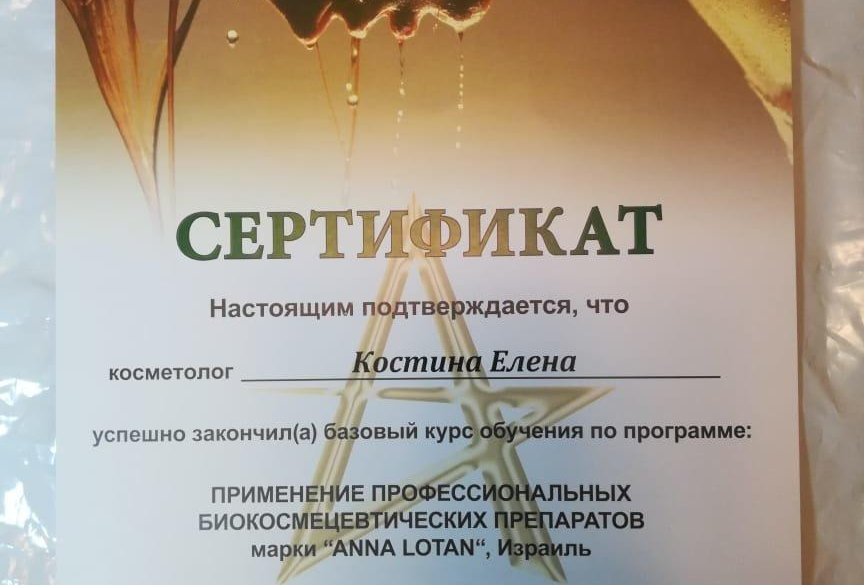 СЕРТИФИКАТ
Настоящим подтверждается, что
косметолог Костина Елена
успешно закончил(а) базовый курс обучения по программе:
ПРИМЕНЕНИЕ ПРОФЕССИОНАЛЬНЫХ
БИОКОСМЕЦЕВТИЧЕСКИХ ПРЕПАРАТОВ
марки “ANNA LOTAN“, Израиль